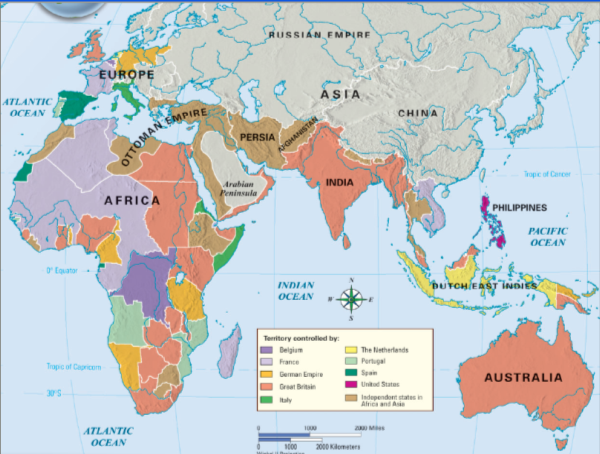 RUSSIAN EMPIRE
EUROPE
ASIA
ATLANTIC
OCEAN
CHINA
OTTOMAN EMPIRE
PERSIA
AFGHANISTAN
Tropic of Cancer
Arabian
Peninsula
INDIA
AFRICA
PHILIPPINES
PACIFIC
OCEAN
0° Equator
INDIAN
OCEAN
N
W
E
S
DUTCH EAST INDIES
Territory controlled by:
Belgium
France
German Empire
Great Britain
Italy
The Netherlands
Portugal
Spain
United States
Independent states in
Africa and Asia
Tropic of Capricorn
30°S
AUSTRALIA
ATLANTIC
OCEAN
0 1000 2000 Miles
0 1000 2000 Kilometers